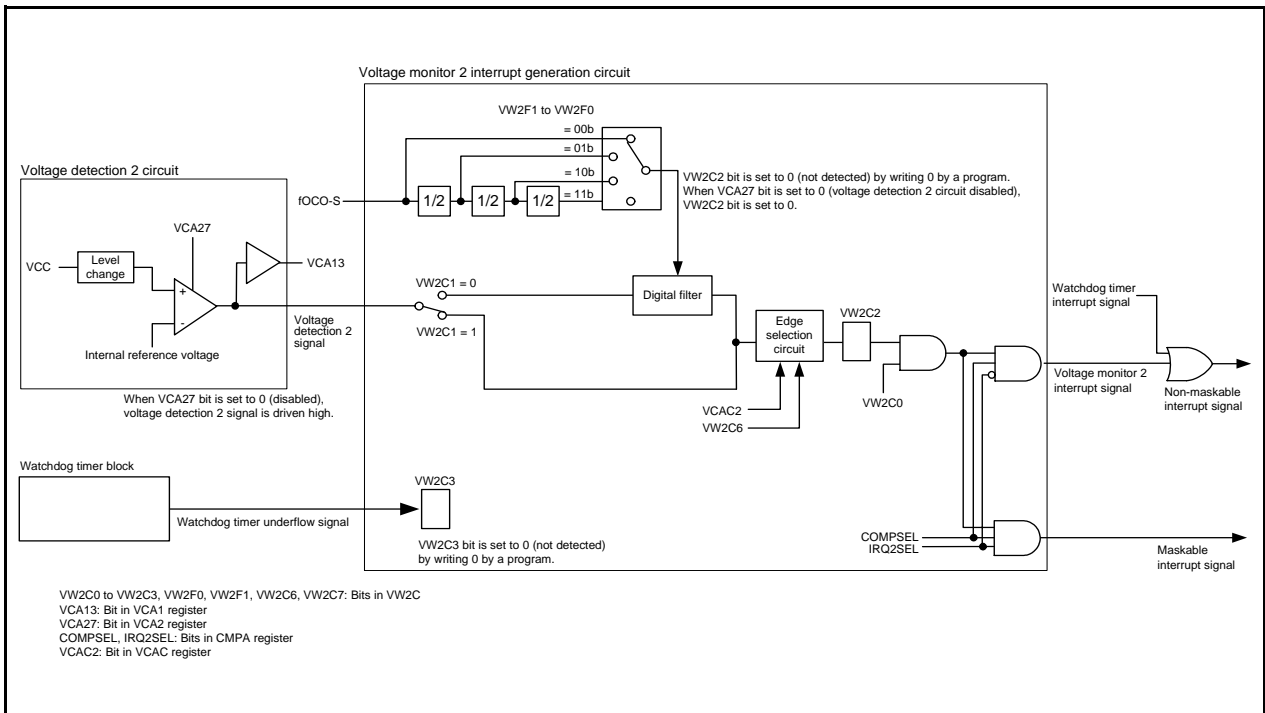 Voltage monitor 2 interrupt generation circuit
VW2F1 to VW2F0
= 00b
= 01b
= 10b
= 11b
fOCO-S
1/2
1/2
1/2
VW2C2 bit is set to 0 (not detected) by writing 0 by a program.
When VCA27 bit is set to 0 (voltage detection 2 circuit disabled),
VW2C2 bit is set to 0.
Voltage detection 2 circuit
VCA27
VCC
Level
change
+
-
VCA13
Internal reference voltage
Voltage
detection 2
signal
When VCA27 bit is set to 0 (disabled),
voltage detection 2 signal is driven high.
VW2C1 = 0
VW2C1 = 1
Digital filter
Edge
selection
circuit
VW2C2
VCAC2
VW2C6
VW2C0
Watchdog timer
interrupt signal
Voltage monitor 2
interrupt signal
Non-maskable
interrupt signal
Watchdog timer block
Watchdog timer underflow signal
VW2C3
VW2C3 bit is set to 0 (not detected)
by writing 0 by a program.
COMPSEL
IRQ2SEL
Maskable
interrupt signal
VW2C0 to VW2C3, VW2F0, VW2F1, VW2C6, VW2C7: Bits in VW2C
VCA13: Bit in VCA1 register
VCA27: Bit in VCA2 register
COMPSEL, IRQ2SEL: Bits in CMPA register
VCAC2: Bit in VCAC register